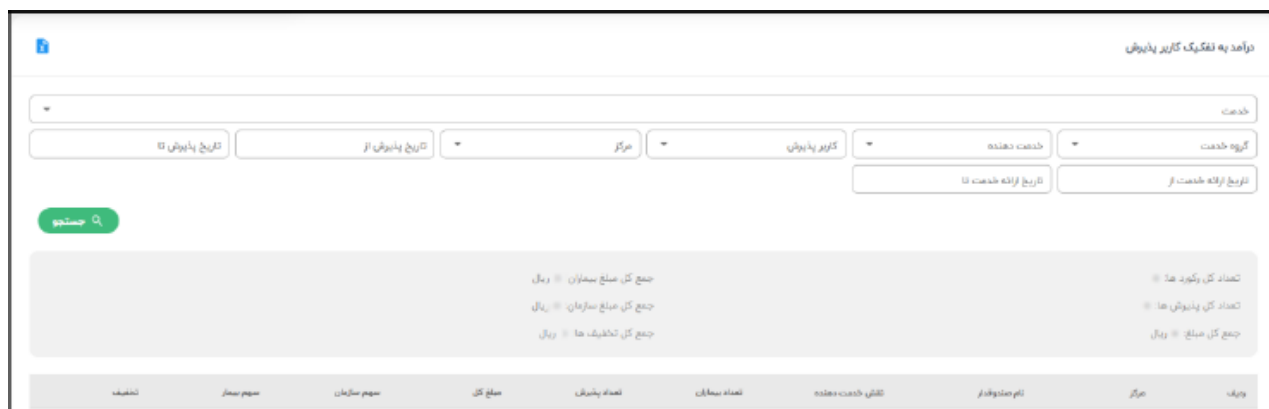 درآمد به تفکیک کاربر پذیرش
خدمت
گروه خدمت خدمت دهنده کاربر پذیرش مرکز تاریخ پذیرش از تاریخ پذیرش تا
تاریخ ارائه خدمت از تاریخ ارائه خدمت تا
جستجو
تعداد کل رکورد ها: جمع کل مبلغ بیماران: ریال
تعداد کل پذیرش ها: جمع کل مبلغ سازمان: ریال
جمع کل مبلغ: ریال جمع کل تخفیف ها: ریال
ردیف مرکز نام صندوقدار نقش خدمت دهنده تعداد بیماران تعداد پذیرش مبلغ کل سهم سازمان سهم بیمار تخفیف